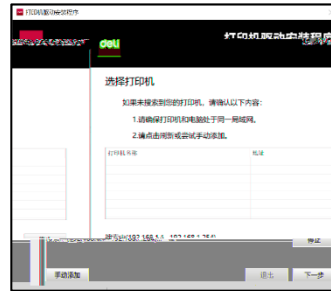 打印机驱动安装程序
deli
打印机驱动安装程序
选择打印机
如果未搜索到您的打印机，请确认以下内容：
1.请确保打印机和电脑处于同一局域网。
2.请点击刷新或尝试手动添加。
打印机名称 地址
手动添加 退出 下一步